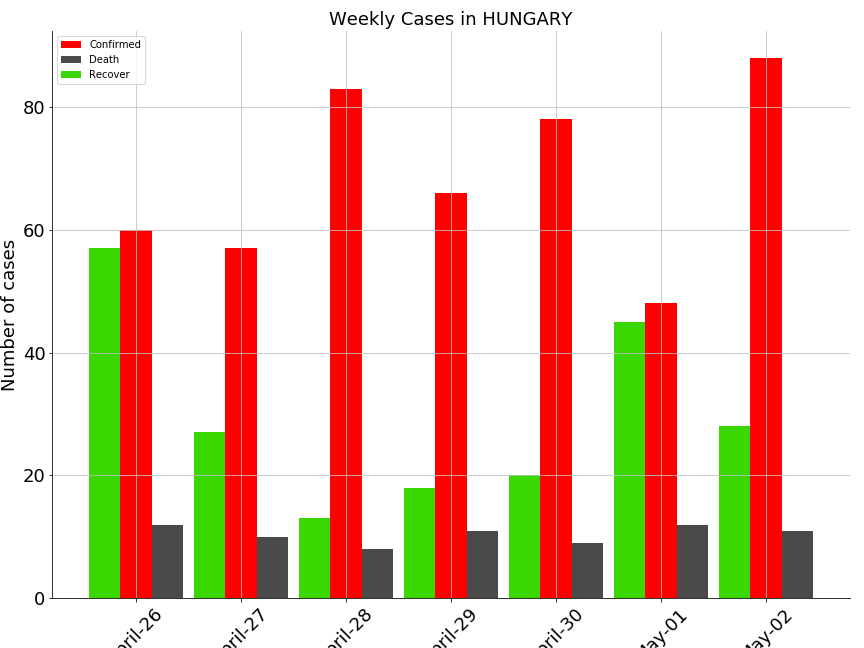 Weekly Cases in HUNGARY
Confirmed
Death
Recover
Number of cases
80
60
40
20
0
pril-26
pril-27
pril-28
pril-29
pril-30
May-01
May-02